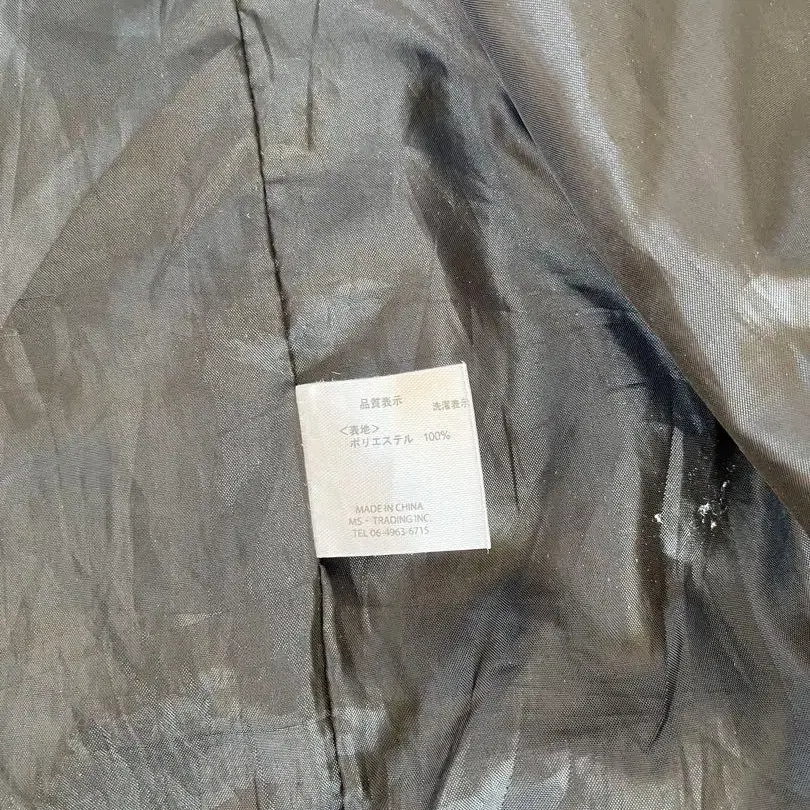 品質表示 洗濯表示
＜表地＞
ポリエステル 100%
MADE IN CHINA
MS・TRADING INC.
TEL 06-4963-6715